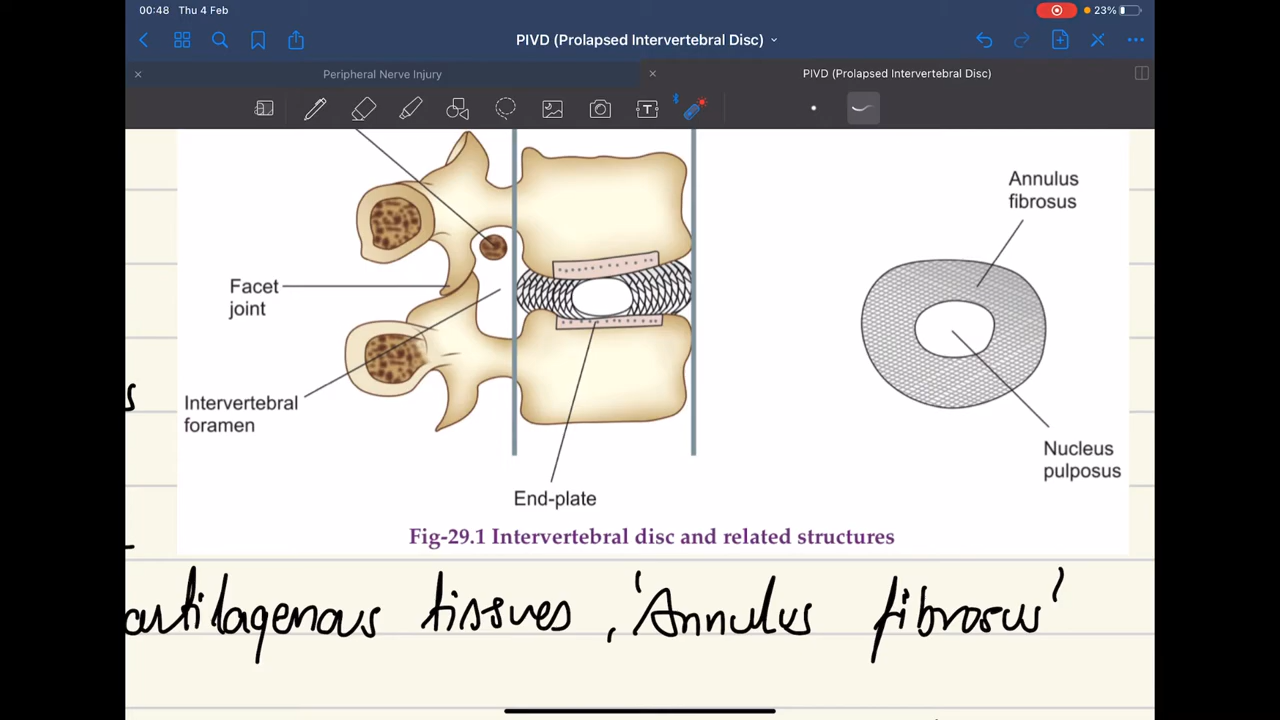 00:48 Thu 4 Feb
23%
PIVD (Prolapsed Intervertebral Disc)
Peripheral Nerve Injury
PIVD (Prolapsed Intervertebral Disc)
T
Annulus
fibrosus
Facet
joint
Intervertebral
foramen
Nucleus
pulposus
End-plate
Fig-29.1 Intervertebral disc and related structures
artilagenous tissues, 'Annulus fibrosus'